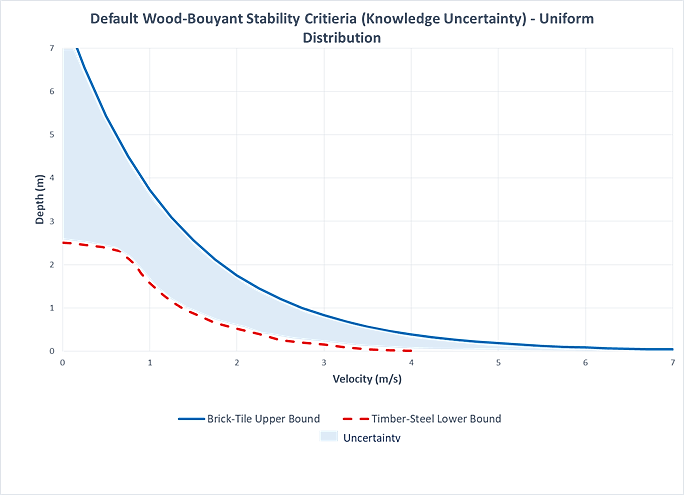 Default Wood-Bouyant Stability Critieria (Knowledge Uncertainty) - Uniform
Distribution
7
6
5
4
3
2
1
0
Depth (m)
0 1 2 3 4 5 6 7
Velocity (m/s)
Brick-Tile Upper Bound
Timber-Steel Lower Bound
Uncertainty